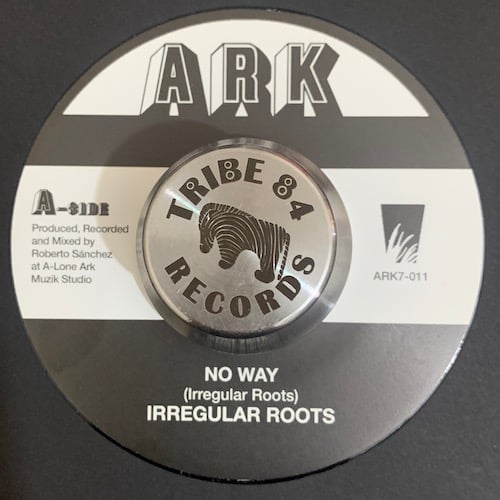 ARK
TRIBE 84
RECORDS
A-SIDE
Produced, Recorded
and Mixed by
Roberto Sánchez
at A-Lone Ark
Muzik Studio
ARK7-011
NO WAY
(Irregular Roots)
IRREGULAR ROOTS